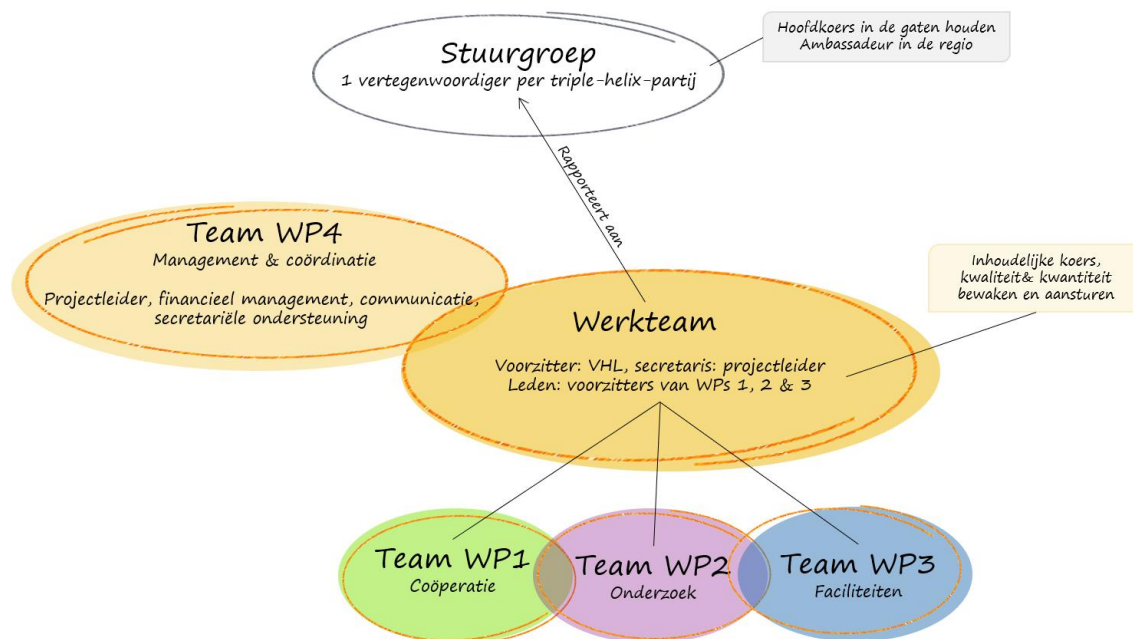 Stuurgroep
1 vertegenwoordiger per triple-helix-partij
Hoofdkoers in de gaten houden
Ambassadeur in de regio
Rapporteert aan
Team WP4
Management & coördinatie
Projectleider, financieel management, communicatie,
secretariële ondersteuning
Inhoudelijke koers,
kwaliteit& kwantiteit
bewaken en aansturen
Werkteam
Voorzitter: VHL, secretaris: projectleider
Leden: voorzitters van WPs 1, 2 & 3
Team WP1
Coöperatie
Team WP2
Onderzoek
Team WP3
Faciliteiten